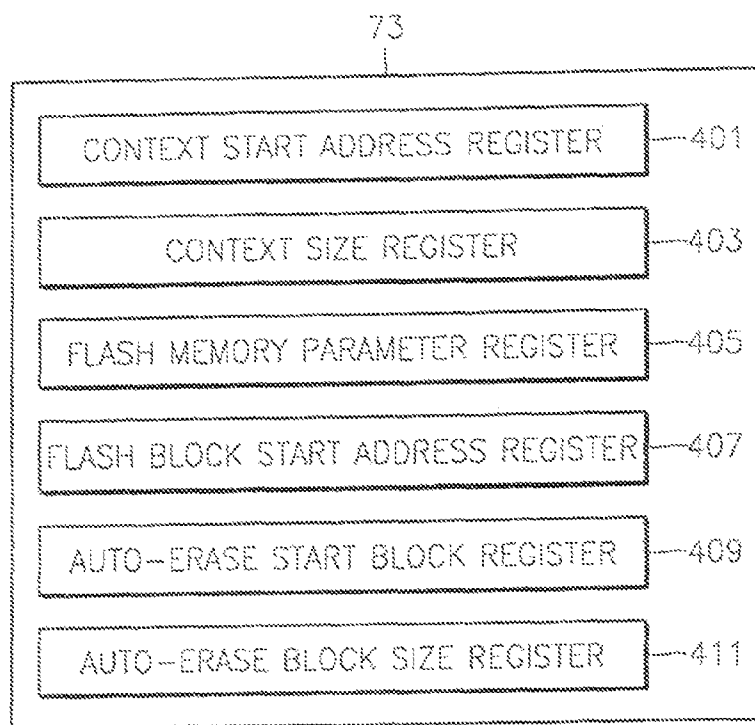 73
CONTEXT START ADDRESS REGISTER 401
CONTEXT SIZE REGISTER 403
FLASH MEMORY PARAMETER REGISTER 405
FLASH BLOCK START ADDRESS REGISTER 407
AUTO-ERASE START BLOCK REGISTER 409
AUTO-ERASE BLOCK SIZE REGISTER 411